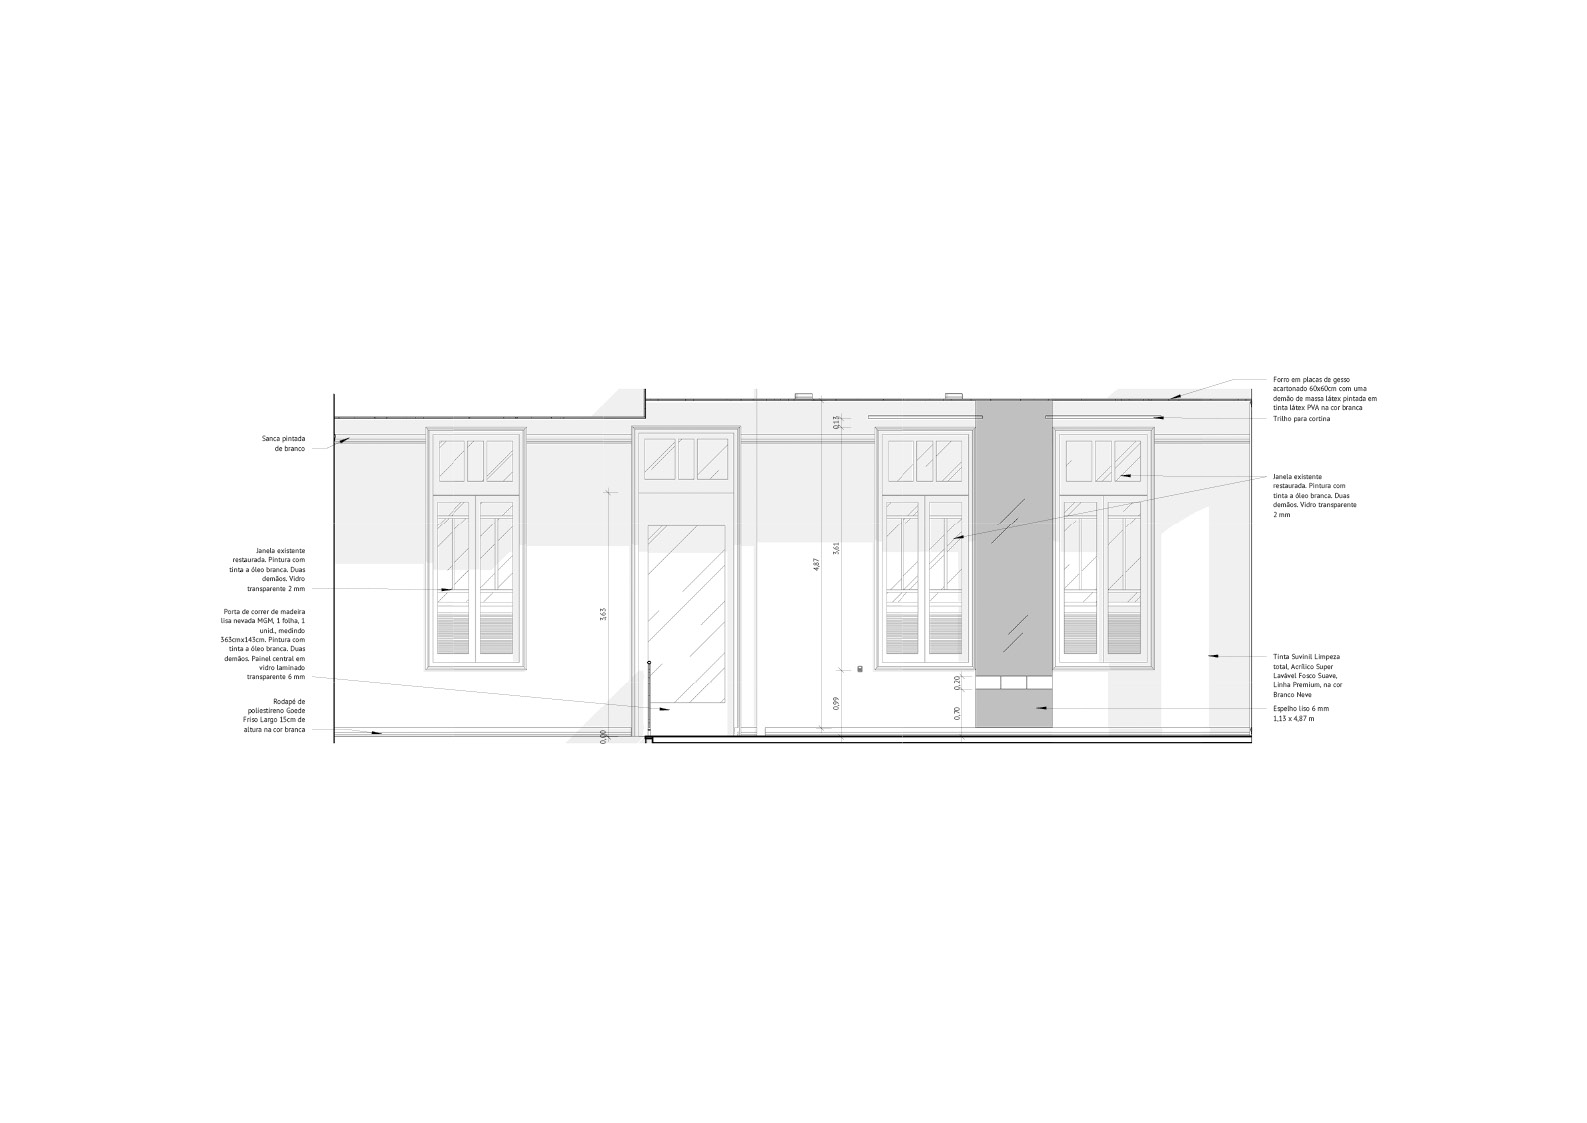 Forro em placas de gesso
acartonado 60x60cm com uma
demão de massa látex pintada em
tinta látex PVA na cor branca
Trilho para cortina
Sanca pintada
de branco
Janela existente
restaurada. Pintura com
tinta a óleo branca. Duas
demãos. Vidro transparente
2 mm
Janela existente
restaurada. Pintura com
tinta a óleo branca. Duas
demãos. Vidro
transparente 2 mm
Porta de correr de madeira
lisa nevada MGM, 1 folha, 1
unid., medindo
363cmx143cm. Pintura com
tinta a óleo branca. Duas
demãos. Painel central em
vidro laminado
transparente 6 mm
Rodapé de
poliestireno Goede
Friso Largo 15cm de
altura na cor branca
3,63
0,00
4,87
0,13
3,61
0,99
0,20
0,70
Tinta Suvinil Limpeza
total, Acrílico Super
Lavável Fosco Suave,
Linha Premium, na cor
Branco Neve
Espelho liso 6 mm
1,13 x 4,87 m